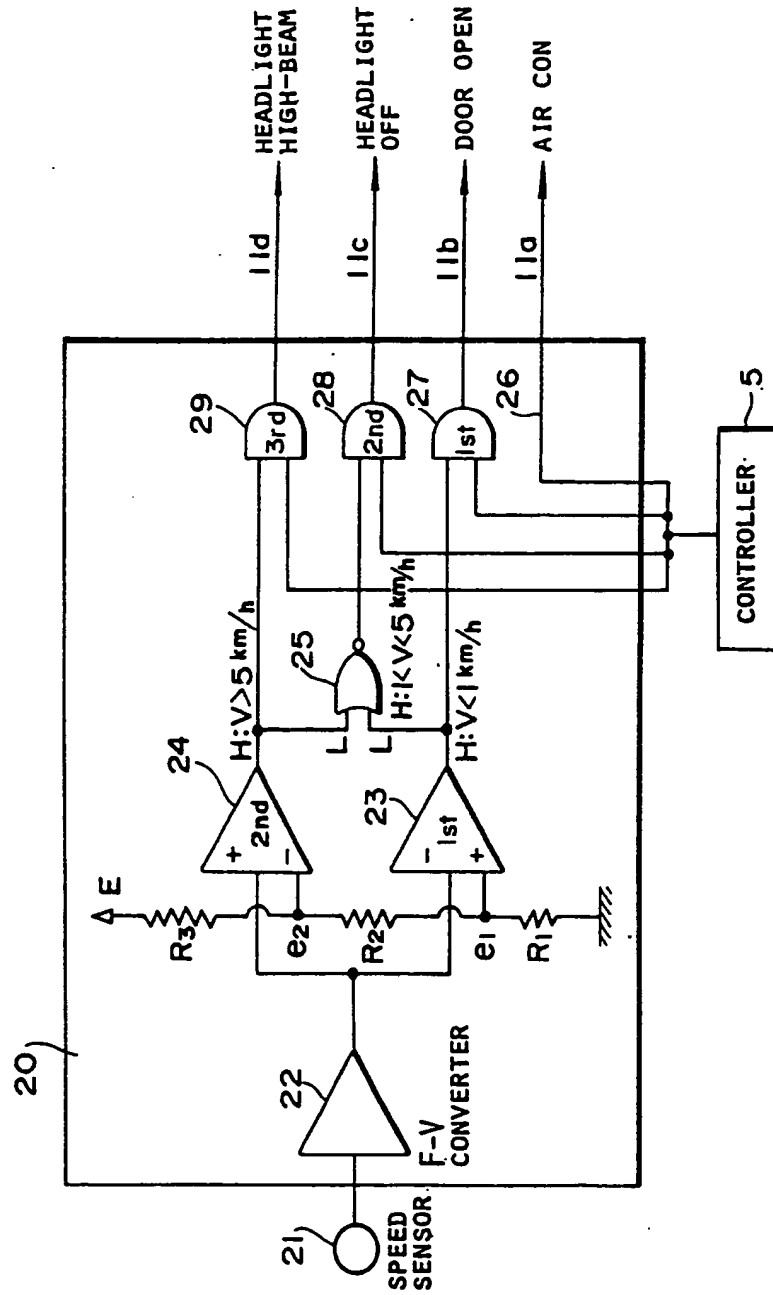 20
21
SPEED
SENSOR
22
F-V
CONVERTER
E
R3
e2
R2
e1
R1
24
+
2nd
-
23
-
1st
+
H:V>5 km/h
L
L
25
H:1<V<5 km/h
H:V<1 km/h
29
3rd
28
2nd
27
1st
26
11d
HEADLIGHT
HIGH-BEAM
11c
HEADLIGHT
OFF
11b
DOOR OPEN
11a
AIR CON
5
CONTROLLER